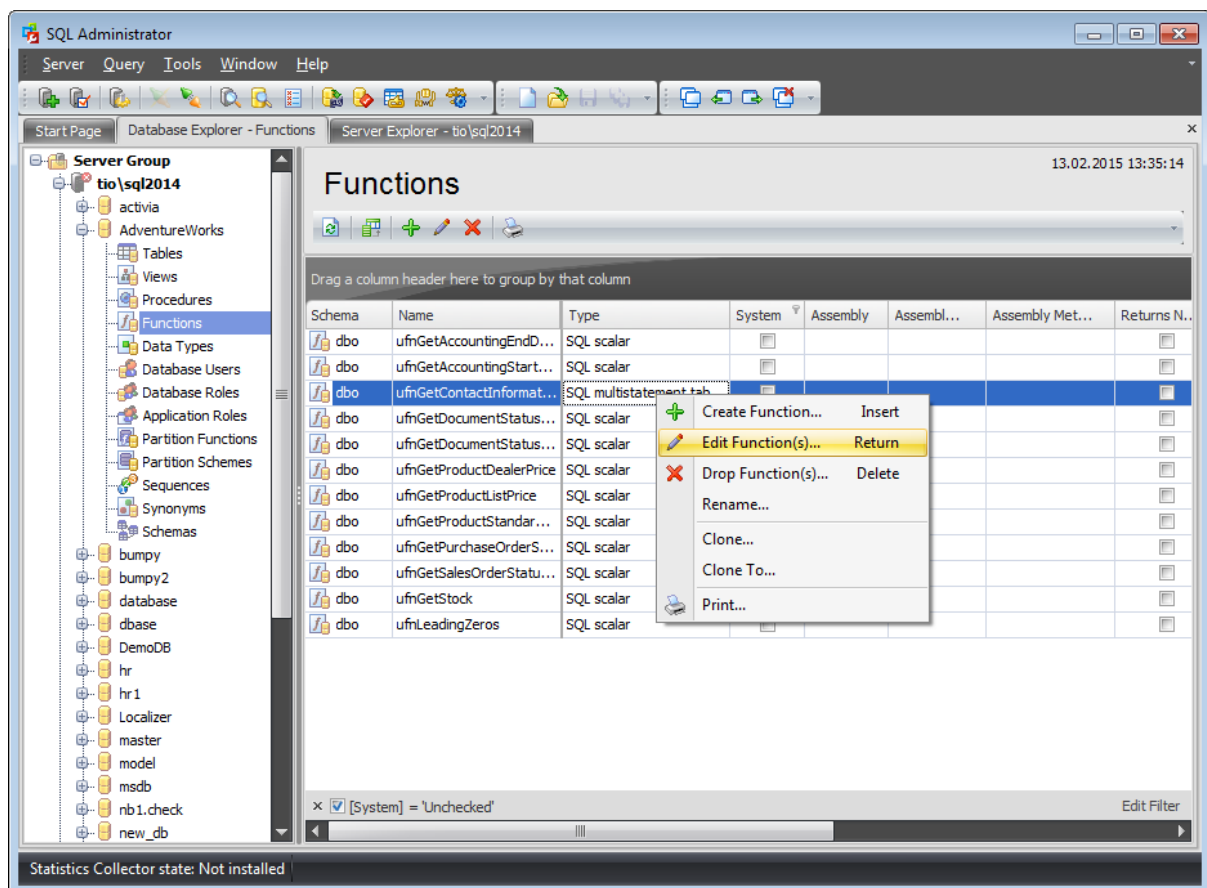 SQL Administrator
Server Query Tools Window Help
Start Page Database Explorer - Functions Server Explorer - tio\sql2014
Server Group
tio\sql2014
activia
AdventureWorks
Tables
Views
Procedures
Functions
Data Types
Database Users
Database Roles
Application Roles
Partition Functions
Partition Schemes
Sequences
Synonyms
Schemas
bumpy
bumpy2
database
dbase
DemoDB
hr
hr1
Localizer
master
model
msdb
nb1.check
new_db
13.02.2015 13:35:14
Functions
Drag a column header here to group by that column
Schema Name Type System Assembly Assembl... Assembly Met... Returns N...
dbo ufnGetAccountingEndD... SQL scalar
dbo ufnGetAccountingStart... SQL scalar
dbo ufnGetContactInformat... SQL multistatement tab
dbo ufnGetDocumentStatus... SQL scalar
dbo ufnGetDocumentStatus... SQL scalar
dbo ufnGetProductDealerPrice SQL scalar
dbo ufnGetProductListPrice SQL scalar
dbo ufnGetProductStandar... SQL scalar
dbo ufnGetPurchaseOrderS... SQL scalar
dbo ufnGetSalesOrderStatu... SQL scalar
dbo ufnGetStock SQL scalar
dbo ufnLeadingZeros SQL scalar
Create Function... Insert
Edit Function(s)... Return
Drop Function(s)... Delete
Rename...
Clone...
Clone To...
Print...
[System] = 'Unchecked' Edit Filter
Statistics Collector state: Not installed